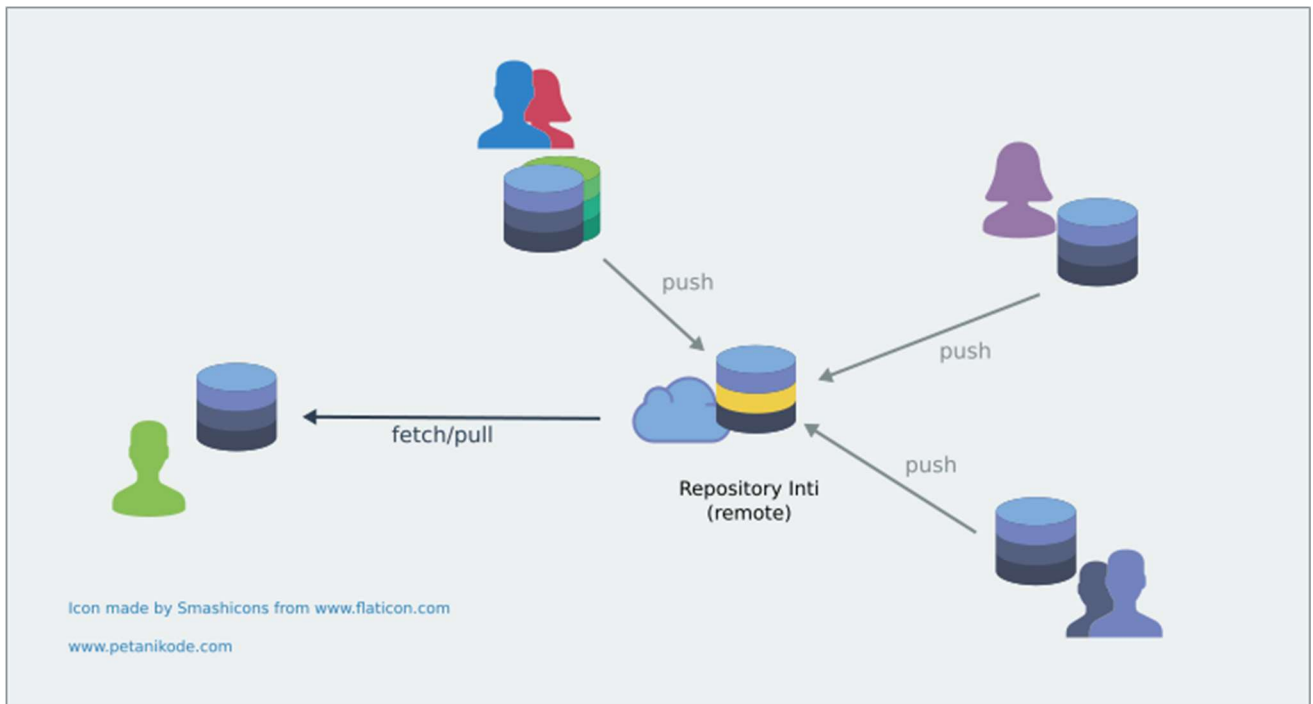 push
push
fetch/pull
push
Repository Inti
(remote)
Icon made by Smashicons from www.flaticon.com
www.petanikode.com